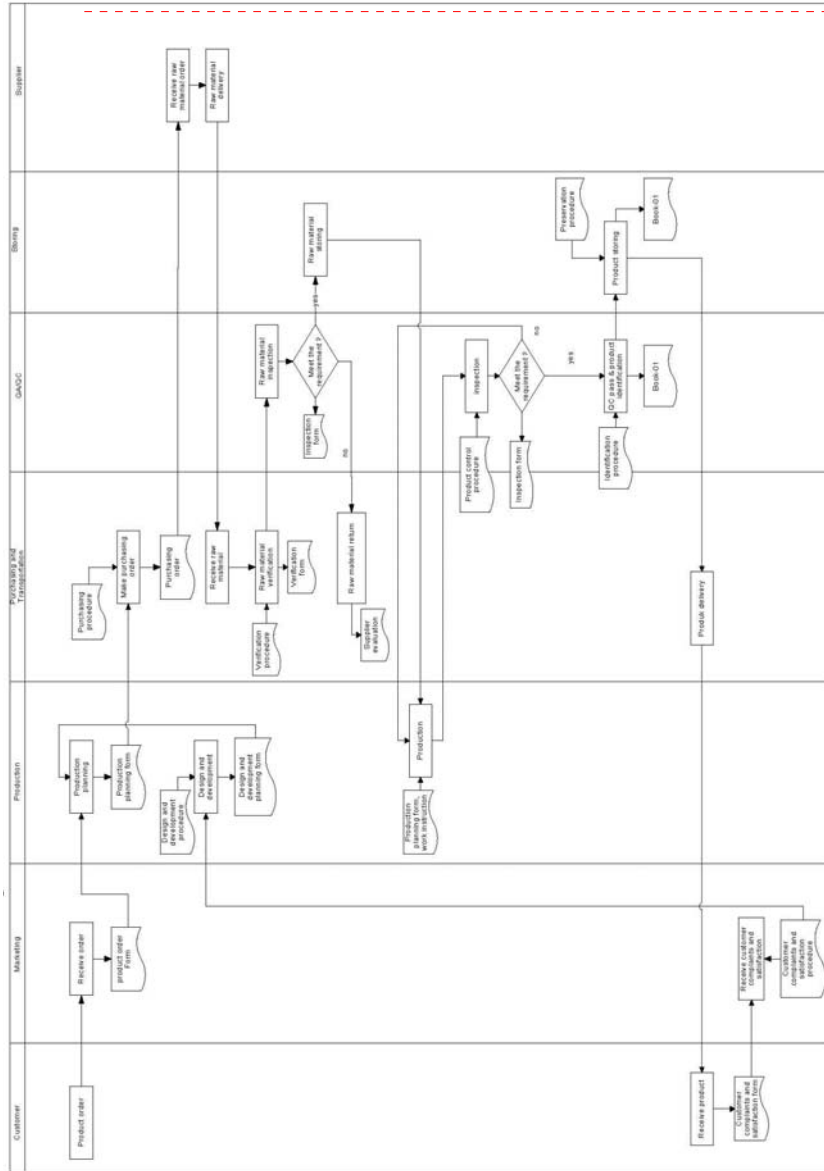 Customer
Marketing
Production
Purchasing and
Transportation
QA/QC
Storing
Supplier
Product order
Receive order
product order
Form
Production
planning
Production
planning form
Purchasing
procedure
Make purchasing
order
Purchasing
order
Receive raw
material order
Raw material
delivery
Design and
development
procedure
Design and
development
Design and
development
planning form
Receive raw
material
Verification
procedure
Raw material
verification
Verification
form
Raw material
inspection
Meet the
requirement ?
yes
Inspection
form
no
Raw material
storing
Raw material return
Supplier
evaluation
Production
planning form,
work instruction
Production
Product control
procedure
inspection
Meet the
requirement ?
no
Inspection form
yes
Identification
procedure
QC pass & product
identification
Book-01
Preservation
procedure
Product storing
Book-01
Produk delivery
Receive product
Customer
complaints and
satisfaction form
Receive customer
complaints and
satisfaction
Customer
complaints and
satisfaction
procedure